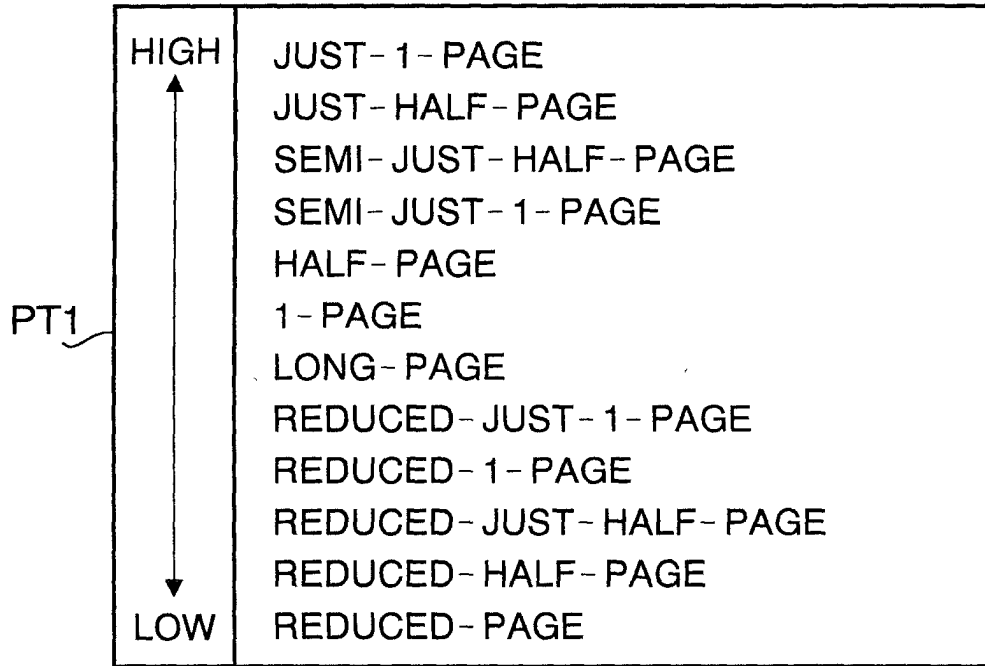 HIGH JUST-1-PAGE
JUST-HALF-PAGE
SEMI-JUST-HALF-PAGE
SEMI-JUST-1-PAGE
HALF-PAGE
PT1 1-PAGE
LONG-PAGE
REDUCED-JUST-1-PAGE
REDUCED-1-PAGE
REDUCED-JUST-HALF-PAGE
REDUCED-HALF-PAGE
LOW REDUCED-PAGE